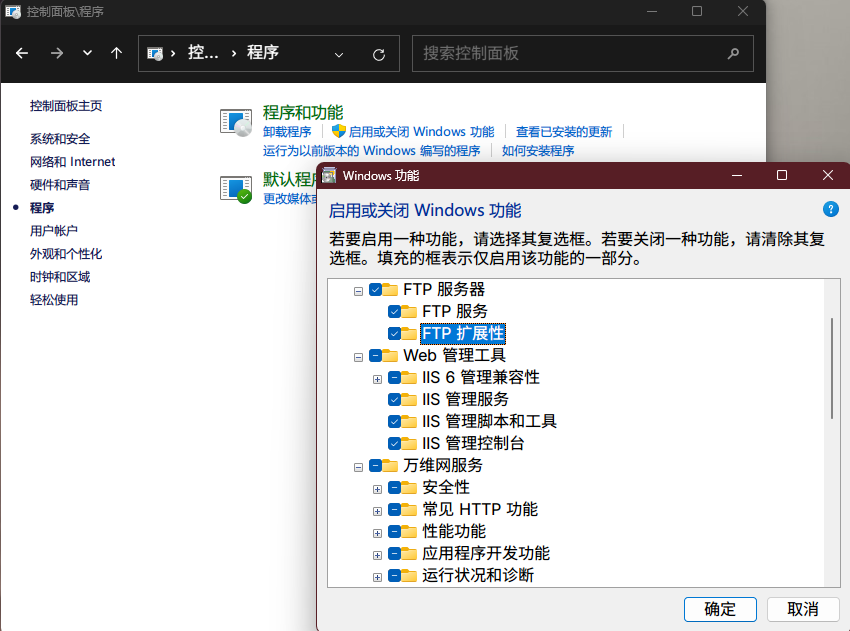 控制面板\程序
控... 程序
搜索控制面板
控制面板主页
系统和安全
网络和 Internet
硬件和声音
程序
用户帐户
外观和个性化
时钟和区域
轻松使用
程序和功能
卸载程序 启用或关闭 Windows 功能 查看已安装的更新
运行为以前版本的 Windows 编写的程序 如何安装程序
默认程
更改媒体
Windows 功能
启用或关闭 Windows 功能
若要启用一种功能，请选择其复选框。若要关闭一种功能，请清除其复
选框。填充的框表示仅启用该功能的一部分。
FTP 服务器
FTP 服务
FTP 扩展性
Web 管理工具
IIS 6 管理兼容性
IIS 管理服务
IIS 管理脚本和工具
IIS 管理控制台
万维网服务
安全性
常见 HTTP 功能
性能功能
应用程序开发功能
运行状况和诊断
确定 取消